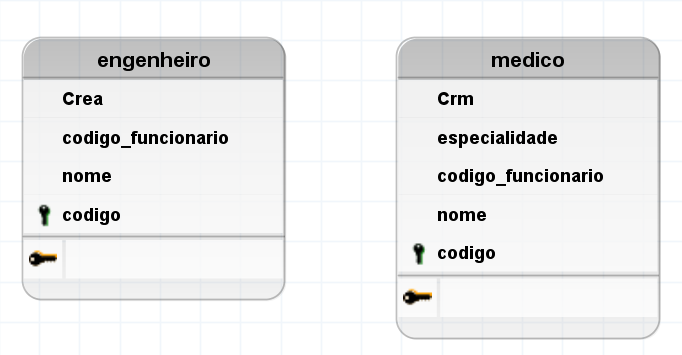 engenheiro
Crea
codigo_funcionario
nome
codigo
medico
Crm
especialidade
codigo_funcionario
nome
codigo